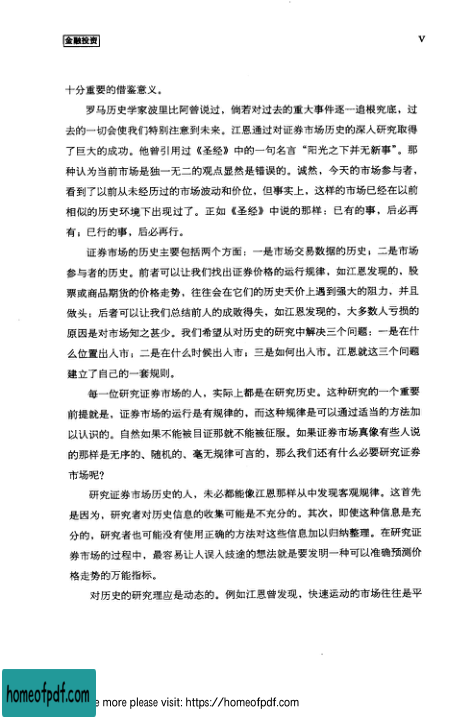 金融投资
V
十分重要的借鉴意义。
罗马历史学家波里比阿曾说过，倘若对过去的重大事件逐一追根究底，过
去的一切会使我们特别注意到未来。江恩通过对证券市场历史的深人研究取得
了巨大的成功。他曾引用过《圣经》中的一句名言“阳光之下并无新事”。那
种认为当前市场是独一无二的观点显然是错误的。诚然，今天的市场参与者，
看到了以前从未经历过的市场波动和价位，但事实上，这样的市场已经在以前
相似的历史环境下出现过了。正如《圣经》中说的那样：已有的事，后必再
有；已行的事，后必再行。
证券市场的历史主要包括两个方面：一是市场交易数据的历史；二是市场
参与者的历史。前者可以让我们找出证券价格的运行规律，如江恩发现的，股
票或商品期货的价格走势，往往会在它们的历史天价上遇到强大的阻力，并且
做头；后者可以让我们总结前人的成败得失，如江恩发现的，大多数人亏损的
原因是对市场知之甚少。我们希望从对历史的研究中解决三个问题：一是在什
么位置出入市；二是在什么时候出人市；三是如何出人市。江恩就这三个问题
建立了自己的一套规则。
每一位研究证券市场的人，实际上都是在研究历史。这种研究的一个重要
前提就是，证券市场的运行是有规律的，而这种规律是可以通过适当的方法加
以认识的。自然如果不能被目证那就不能被征服。如果证券市场真像有些人说
的那样是无序的、随机的、毫无规律可言的，那么我们还有什么必要研究证券
市场呢？
研究证券市场历史的人，未必都能像江恩那样从中发现客观规律。这首先
是因为，研究者对历史信息的收集可能是不充分的。其次，即使这种信息是充
分的，研究者也可能没有使用正确的方法对这些信息加以归纳整理。在研究证
券市场的过程中，最容易让人误人歧途的想法就是要发明一种可以准确预测价
格走势的万能指标。
对历史的研究理应是动态的。例如江恩曾发现，快速运动的市场往往是平
homeofpdf.com
e more please visit: https://homeofpdf.com